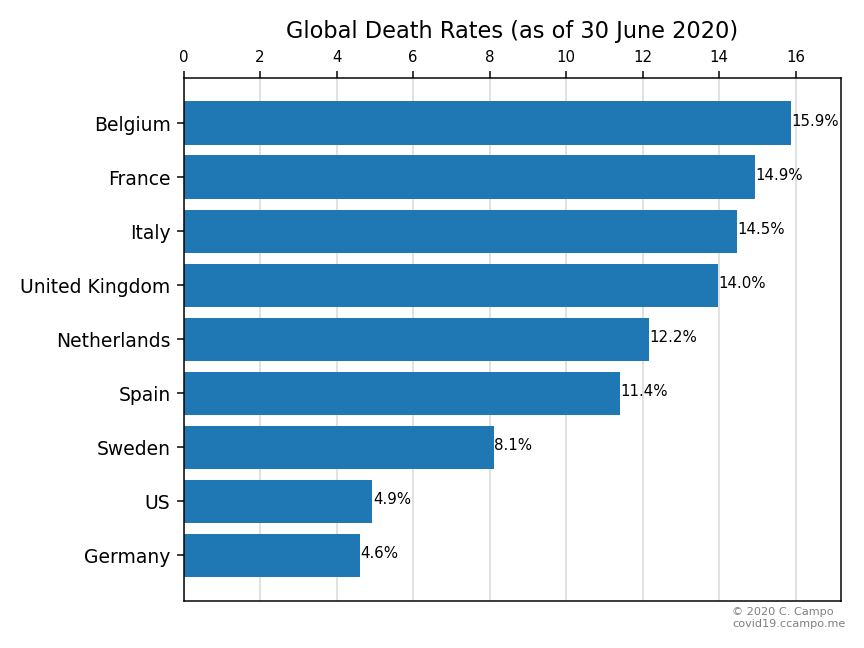 Global Death Rates (as of 30 June 2020)
0 2 4 6 8 10 12 14 16
Belgium 15.9%
France 14.9%
Italy 14.5%
United Kingdom 14.0%
Netherlands 12.2%
Spain 11.4%
Sweden 8.1%
US 4.9%
Germany 4.6%
© 2020 C. Campo
covid19.ccampo.me